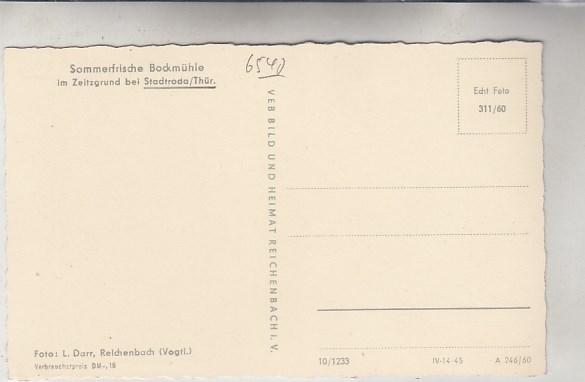 Sommerfrische Bockmühle
im Zeitzgrund bei Stadtroda/Thür.
6540
VEB BILD UND HEIMAT REICHENBACH I. V.
Echt Foto
311/60
Foto: L. Darr, Reichenbach (Vogtl.)
Verbraucherpreis DM -,18
10/1233
IV-14-45
A 246/60